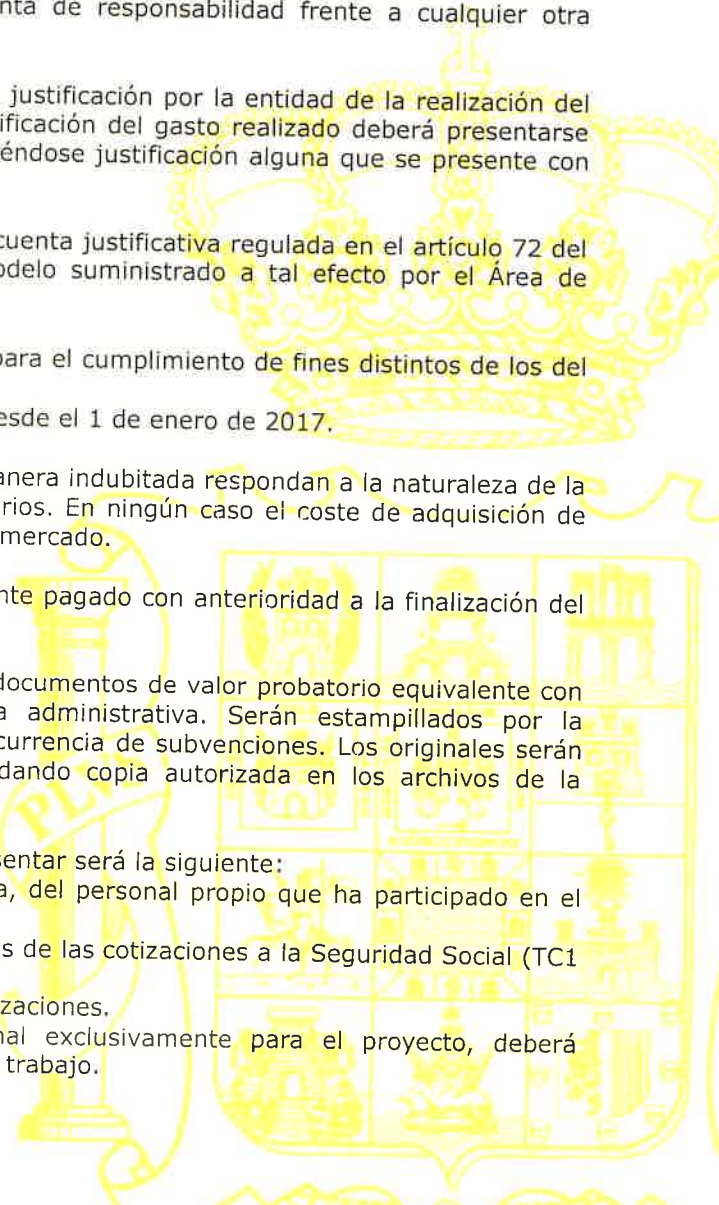 nta de responsabilidad frente a cualquier otra
justificación por la entidad de la realización del
ificación del gasto realizado deberá presentarse
éndose justificación alguna que se presente con
cuenta justificativa regulada en el artículo 72 del
odelo suministrado a tal efecto por el Área de
para el cumplimiento de fines distintos de los del
esde el 1 de enero de 2017.
anera indubitada respondan a la naturaleza de la
rios. En ningún caso el coste de adquisición de
mercado.
nte pagado con anterioridad a la finalización del
documentos de valor probatorio equivalente con
a administrativa. Serán estampillados por la
currencia de subvenciones. Los originales serán
dando copia autorizada en los archivos de la
PLVS
sentar será la siguiente:
a, del personal propio que ha participado en el
s de las cotizaciones a la Seguridad Social (TC1
zaciones.
nal exclusivamente para el proyecto, deberá
trabajo.